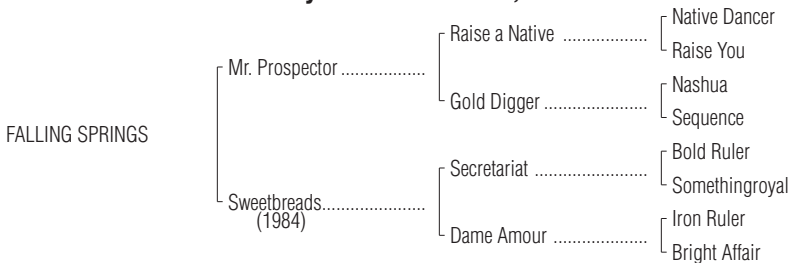 Native Dancer
Raise a Native ...................
Raise You
Mr. Prospector ...................
Nashua
Gold Digger .......................
Sequence
FALLING SPRINGS
Bold Ruler
Secretariat .........................
Somethingroyal
Sweetbreads.......................
(1984)
Iron Ruler
Dame Amour .....................
Bright Affair